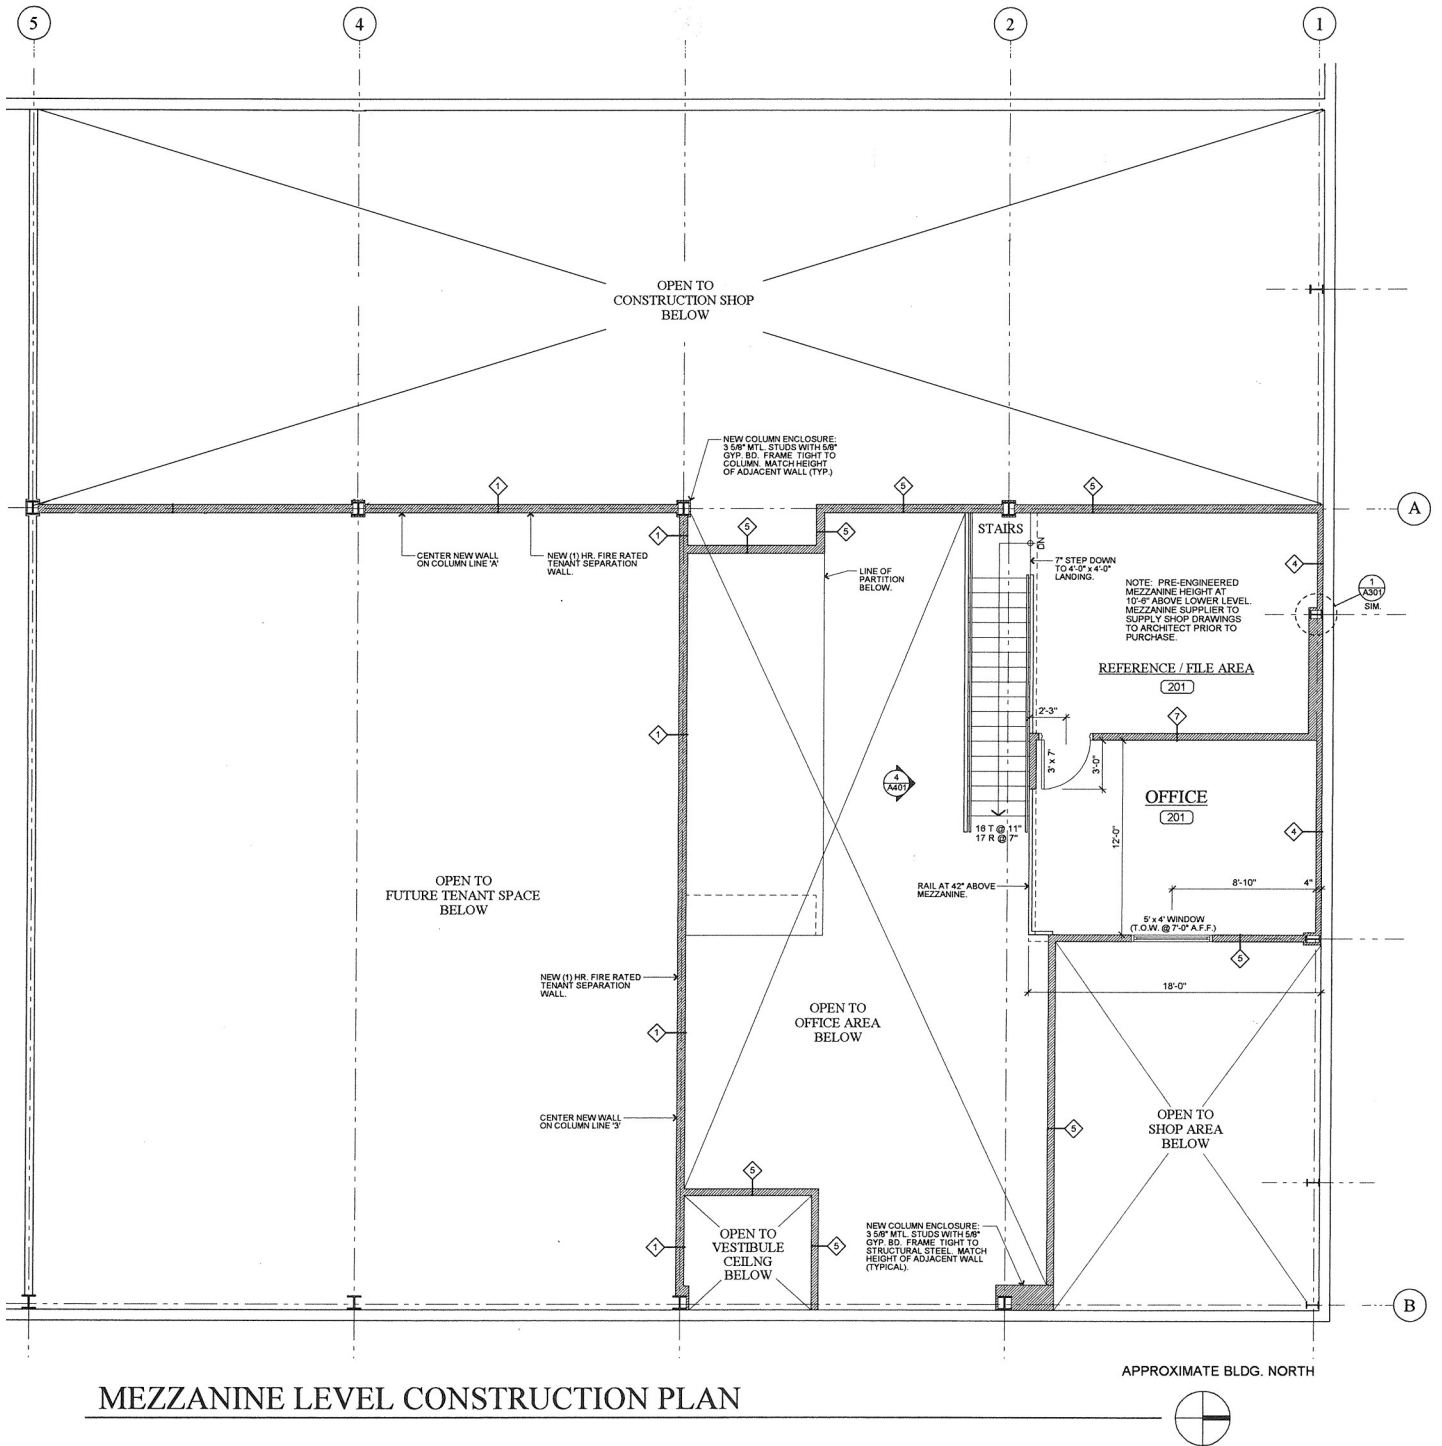 5
4
2
1
OPEN TO
CONSTRUCTION SHOP
BELOW
NEW COLUMN ENCLOSURE:
3 5/8" MTL. STUDS WITH 5/8"
GYP. BD. FRAME TIGHT TO
COLUMN. MATCH HEIGHT
OF ADJACENT WALL (TYP.)
1
5
5
A
5
5
1
STAIRS
DN
CENTER NEW WALL
ON COLUMN LINE 'A'
NEW (1) HR. FIRE RATED
TENANT SEPARATION
WALL.
LINE OF
PARTITION
BELOW.
7" STEP DOWN
TO 4'-0" x 4'-0"
LANDING.
4
NOTE: PRE-ENGINEERED
MEZZANINE HEIGHT AT
10'-6" ABOVE LOWER LEVEL.
MEZZANINE SUPPLIER TO
SUPPLY SHOP DRAWINGS
TO ARCHITECT PRIOR TO
PURCHASE.
1
A301
SIM.
REFERENCE / FILE AREA
201
2'-3"
7
1
3' x 7'
3'-0"
4
A401
OFFICE
201
16 T @ 11"
17 R @ 7"
12'-0"
4
OPEN TO
FUTURE TENANT SPACE
BELOW
RAIL AT 42" ABOVE
MEZZANINE.
8'-10"
4"
5' x 4' WINDOW
(T.O.W. @ 7'-0" A.F.F.)
5
NEW (1) HR. FIRE RATED
TENANT SEPARATION
WALL.
18'-0"
OPEN TO
OFFICE AREA
BELOW
1
CENTER NEW WALL
ON COLUMN LINE '3'
5
OPEN TO
SHOP AREA
BELOW
5
1
OPEN TO
VESTIBULE
CEILNG
BELOW
5
NEW COLUMN ENCLOSURE:
3 5/8" MTL. STUDS WITH 5/8"
GYP. BD. FRAME TIGHT TO
STRUCTURAL STEEL. MATCH
HEIGHT OF ADJACENT WALL
(TYPICAL).
B
APPROXIMATE BLDG. NORTH
MEZZANINE LEVEL CONSTRUCTION PLAN